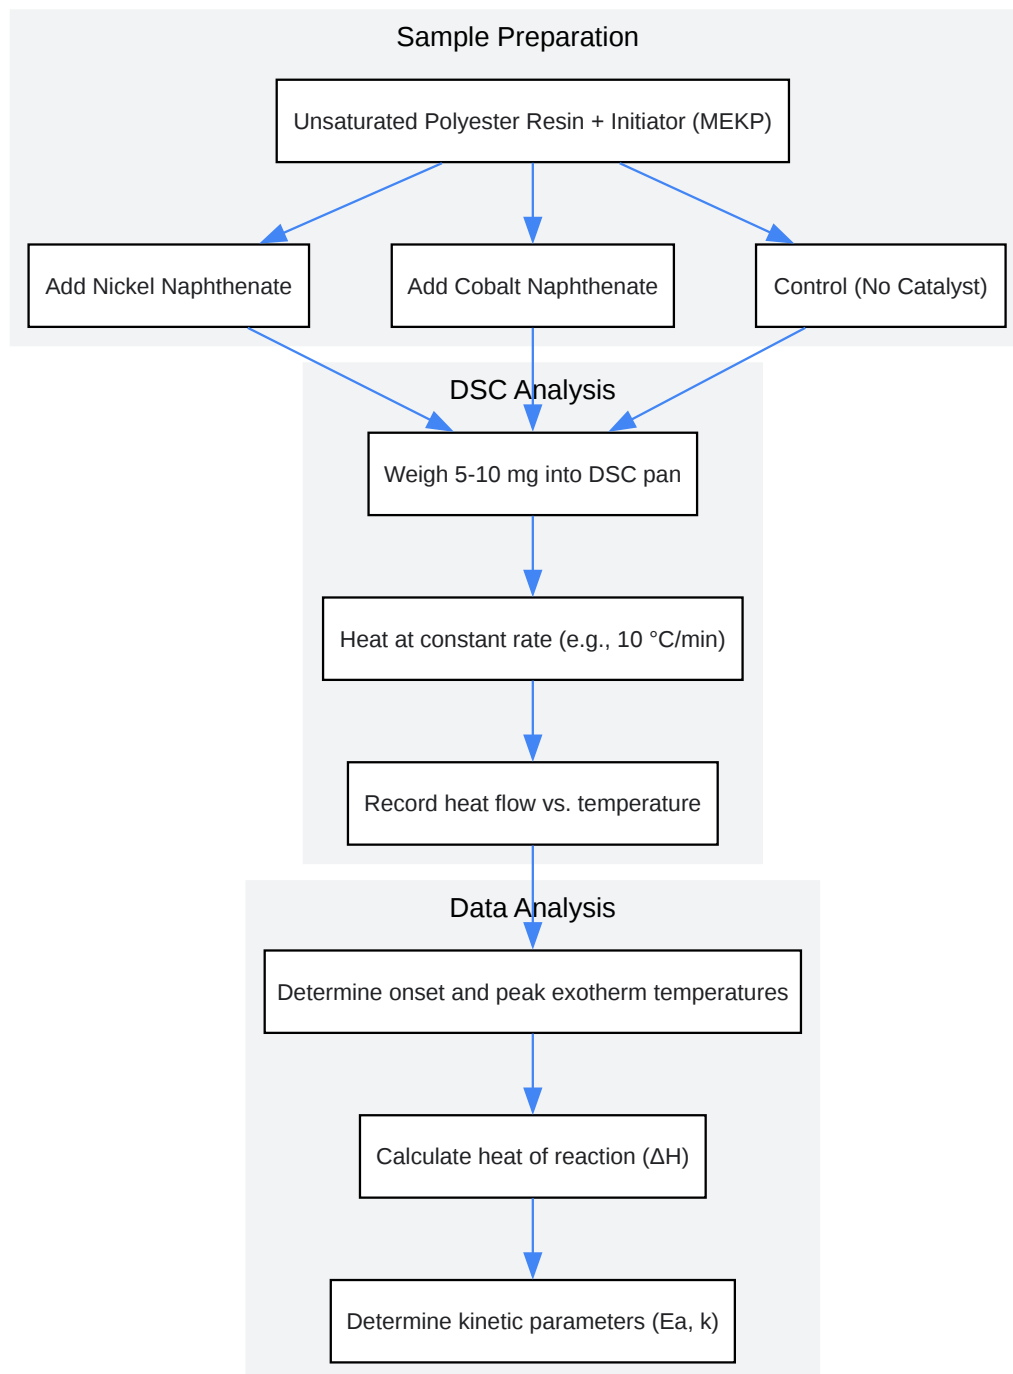 Sample Preparation
Unsaturated Polyester Resin + Initiator (MEKP)
Add Nickel Naphthenate
Add Cobalt Naphthenate
Control (No Catalyst)
DSC Analysis
Weigh 5-10 mg into DSC pan
Heat at constant rate (e.g., 10 °C/min)
Record heat flow vs. temperature
Data Analysis
Determine onset and peak exotherm temperatures
Calculate heat of reaction (ΔH)
Determine kinetic parameters (Ea, k)